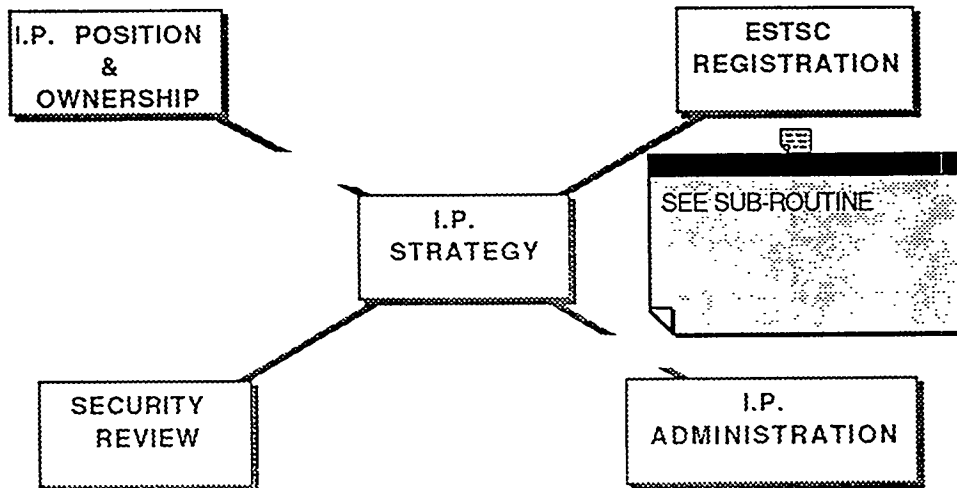 I.P. POSITION
&
OWNERSHIP
ESTSC
REGISTRATION
SEE SUB-ROUTINE
I.P.
STRATEGY
SECURITY
REVIEW
I.P.
ADMINISTRATION